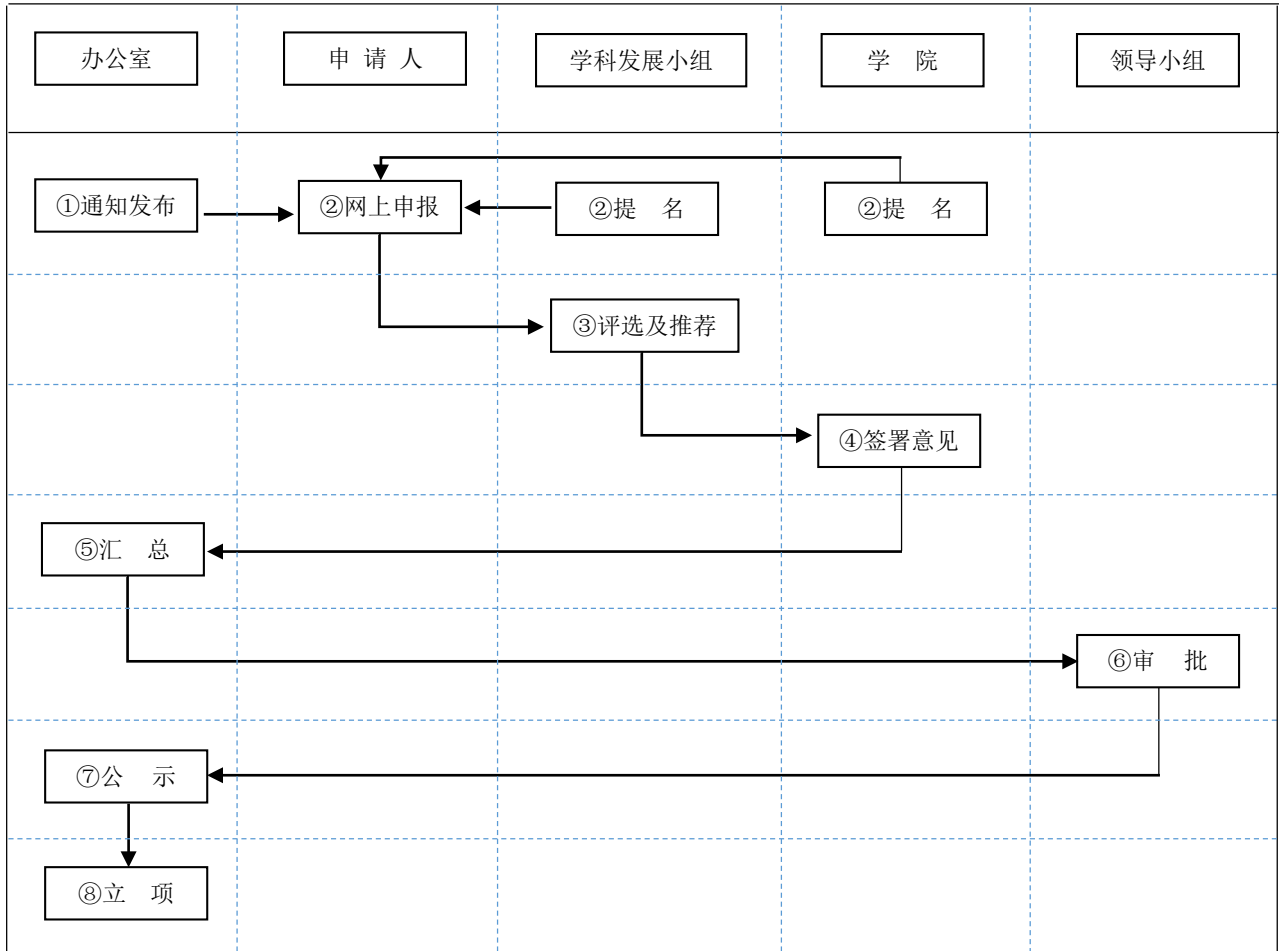 办公室 申 请 人 学科发展小组 学 院 领导小组
①通知发布 ②网上申报 ②提 名 ②提 名
③评选及推荐
④签署意见
⑤汇 总
⑥审 批
⑦公 示
⑧立 项